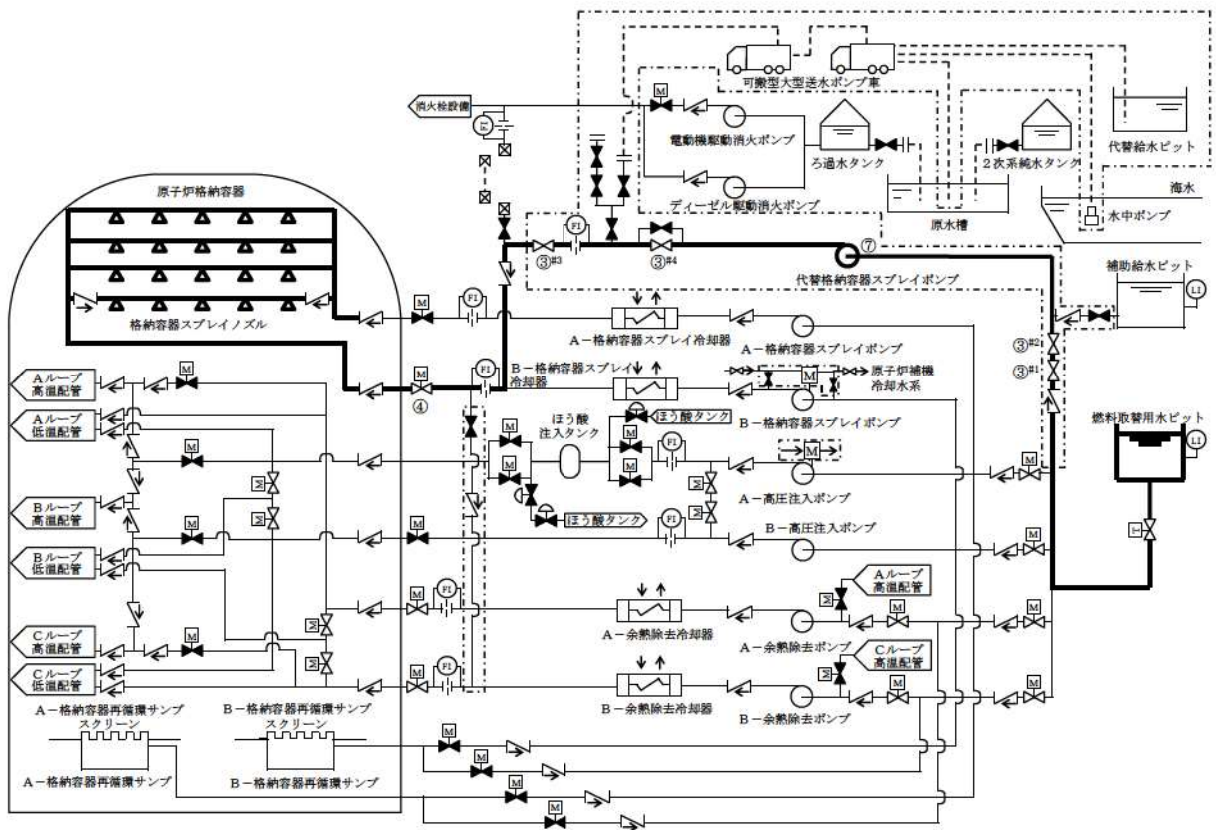 可搬型大型送水ポンプ車
消火栓設備
FI
M
電動機駆動消火ポンプ
ろ過水タンク
2次系純水タンク
代替給水ピット
ディーゼル駆動消火ポンプ
原水槽
海水
水中ポンプ
原子炉格納容器
FI
③#3
③#4
⑦
代替格納容器スプレイポンプ
補助給水ピット
LI
格納容器スプレイノズル
M
FI
A-格納容器スプレイ冷却器
A-格納容器スプレイポンプ
③#2
③#1
M
④
FI
B-格納容器スプレイ
冷却器
M
原子炉補機
冷却水系
B-格納容器スプレイポンプ
燃料取替用水ピット
LI
Aループ
高温配管
M
Aループ
低温配管
ほう酸
注入タンク
ほう酸タンク
M
M
M
M
M
FI
M
M
A-高圧注入ポンプ
M
M
M
Bループ
高温配管
ほう酸タンク
M
M
M
FI
B-高圧注入ポンプ
M
T
Bループ
低温配管
Aループ
高温配管
M
FI
M
M
M
M
A-余熱除去冷却器
A-余熱除去ポンプ
Cループ
高温配管
M
Cループ
高温配管
Cループ
低温配管
M
M
FI
M
M
M
B-余熱除去冷却器
B-余熱除去ポンプ
A-格納容器再循環サンプ
スクリーン
B-格納容器再循環サンプ
スクリーン
A-格納容器再循環サンプ
B-格納容器再循環サンプ
M
M
M
M